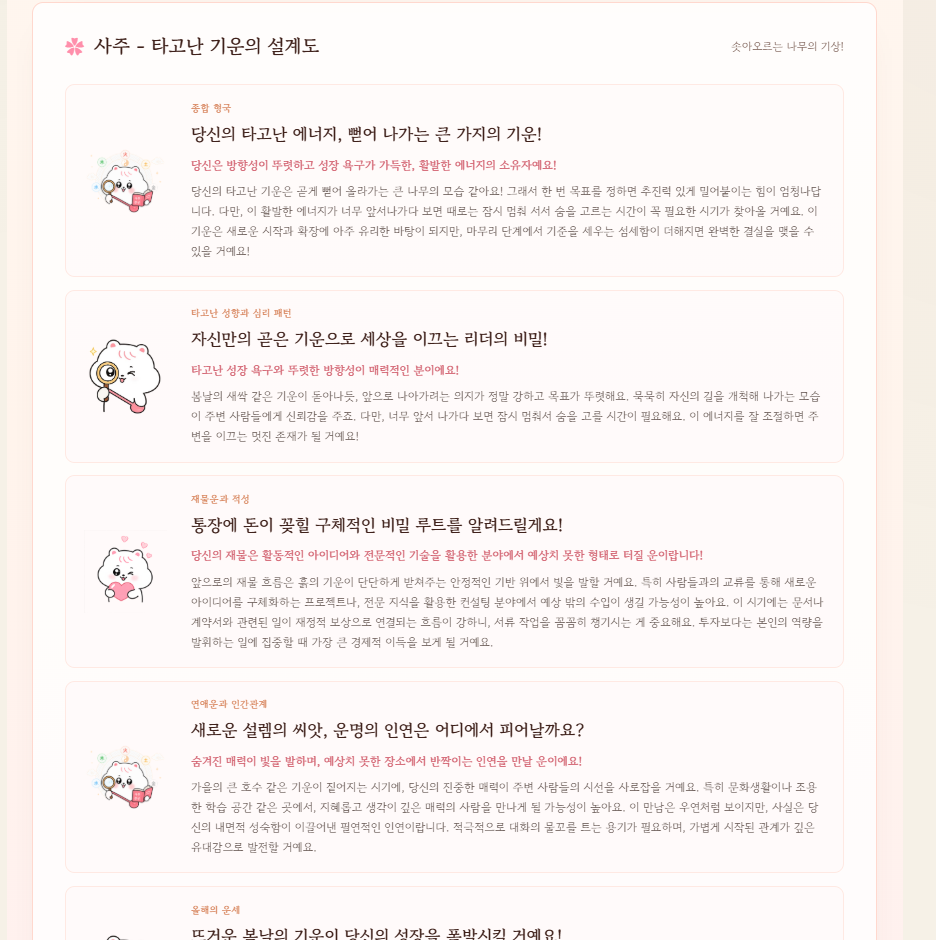 사주 - 타고난 기운의 설계도
솟아오르는 나무의 기상!
종합 형국
당신의 타고난 에너지, 뻗어 나가는 큰 가지의 기운!
당신은 방향성이 뚜렷하고 성장 욕구가 가득한, 활발한 에너지의 소유자예요!
당신의 타고난 기운은 곧게 뻗어 올라가는 큰 나무의 모습 같아요! 그래서 한 번 목표를 정하면 추진력 있게 밀어붙이는 힘이 엄청나답
니다. 다만, 이 활발한 에너지가 너무 앞서나가다 보면 때로는 잠시 멈춰 서서 숨을 고르는 시간이 꼭 필요한 시기가 찾아올 거예요. 이
기운은 새로운 시작과 확장에 아주 유리한 바탕이 되지만, 마무리 단계에서 기준을 세우는 섬세함이 더해지면 완벽한 결실을 맺을 수
있을 거예요!
타고난 성향과 심리 패턴
자신만의 곧은 기운으로 세상을 이끄는 리더의 비밀!
타고난 성장 욕구와 뚜렷한 방향성이 매력적인 분이에요!
봄날의 새싹 같은 기운이 돋아나듯, 앞으로 나아가려는 의지가 정말 강하고 목표가 뚜렷해요. 묵묵히 자신의 길을 개척해 나가는 모습
이 주변 사람들에게 신뢰감을 주죠. 다만, 너무 앞서 나가다 보면 잠시 멈춰서 숨을 고를 시간이 필요해요. 이 에너지를 잘 조절하면 주
변을 이끄는 멋진 존재가 될 거예요!
재물운과 적성
통장에 돈이 꽂힐 구체적인 비밀 루트를 알려드릴게요!
당신의 재물은 활동적인 아이디어와 전문적인 기술을 활용한 분야에서 예상치 못한 형태로 터질 운이랍니다!
앞으로의 재물 흐름은 흙의 기운이 단단하게 받쳐주는 안정적인 기반 위에서 빛을 발할 거예요. 특히 사람들과의 교류를 통해 새로운
아이디어를 구체화하는 프로젝트나, 전문 지식을 활용한 컨설팅 분야에서 예상 밖의 수입이 생길 가능성이 높아요. 이 시기에는 문서나
계약서와 관련된 일이 재정적 보상으로 연결되는 흐름이 강하니, 서류 작업을 꼼꼼히 챙기시는 게 중요해요. 투자보다는 본인의 역량을
발휘하는 일에 집중할 때 가장 큰 경제적 이득을 보게 될 거예요.
연애운과 인간관계
새로운 설렘의 씨앗, 운명의 인연은 어디에서 피어날까요?
숨겨진 매력이 빛을 발하며, 예상치 못한 장소에서 반짝이는 인연을 만날 운이에요!
가을의 큰 호수 같은 기운이 짙어지는 시기에, 당신의 진중한 매력이 주변 사람들의 시선을 사로잡을 거예요. 특히 문화생활이나 조용
한 학습 공간 같은 곳에서, 지혜롭고 생각이 깊은 매력의 사람을 만나게 될 가능성이 높아요. 이 만남은 우연처럼 보이지만, 사실은 당
신의 내면적 성숙함이 이끌어낸 필연적인 인연이랍니다. 적극적으로 대화의 물꼬를 트는 용기가 필요하며, 가볍게 시작된 관계가 깊은
유대감으로 발전할 거예요.
올해의 운세
뜨거운 봄날의 기운이 당신의 성장을 폭발시킬 거예요!